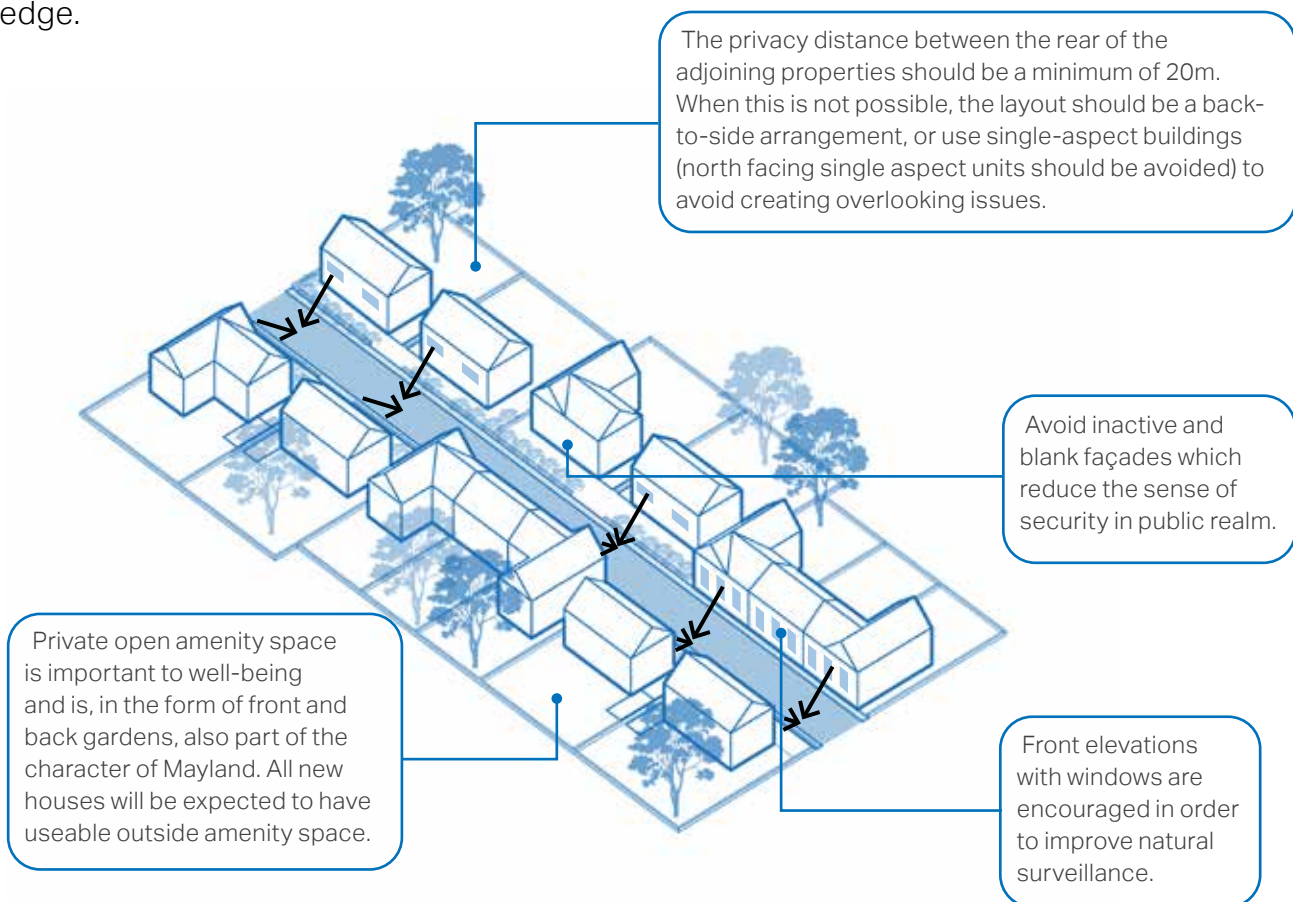 edge.
The privacy distance between the rear of the
adjoining properties should be a minimum of 20m.
When this is not possible, the layout should be a back-
to-side arrangement, or use single-aspect buildings
(north facing single aspect units should be avoided) to
avoid creating overlooking issues.
Avoid inactive and
blank façades which
reduce the sense of
security in public realm.
Private open amenity space
is important to well-being
and is, in the form of front and
back gardens, also part of the
character of Mayland. All new
houses will be expected to have
useable outside amenity space.
Front elevations
with windows are
encouraged in order
to improve natural
surveillance.